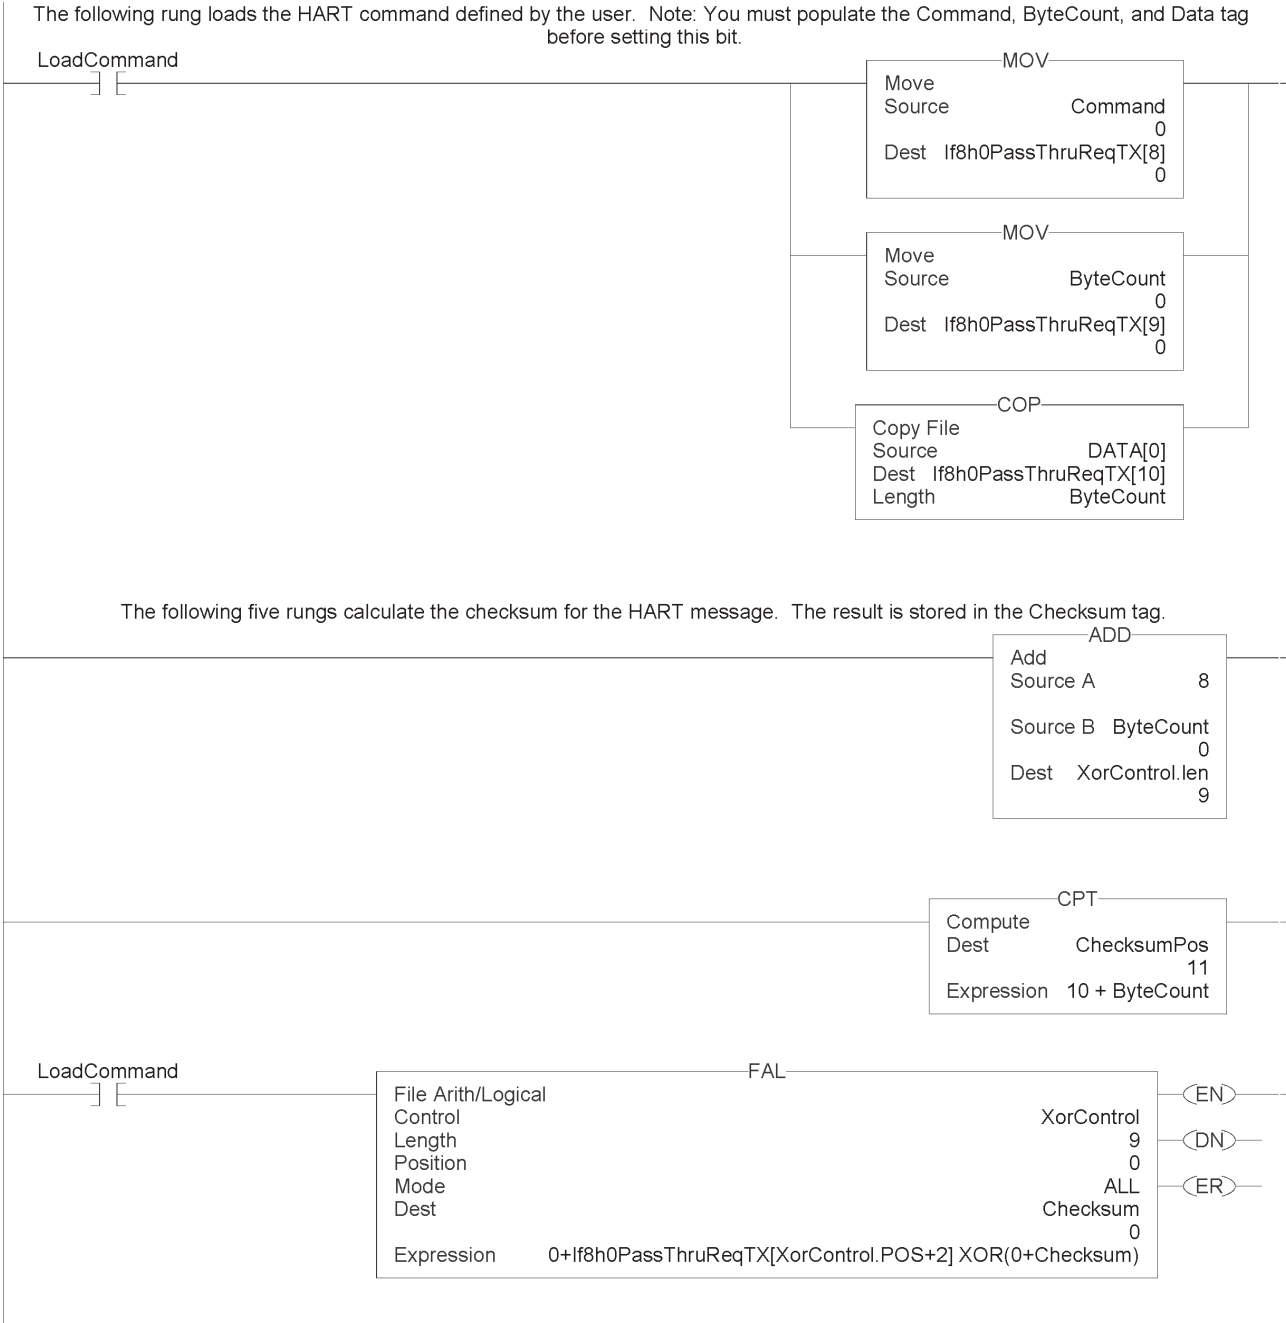 The following rung loads the HART command defined by the user.  Note: You must populate the Command, ByteCount, and Data tag
before setting this bit.
LoadCommand
MOV
Move
Source Command
0
Dest If8h0PassThruReqTX[8]
0
MOV
Move
Source ByteCount
0
Dest If8h0PassThruReqTX[9]
0
COP
Copy File
Source DATA[0]
Dest If8h0PassThruReqTX[10]
Length ByteCount
The following five rungs calculate the checksum for the HART message.  The result is stored in the Checksum tag.
ADD
Add
Source A 8
Source B ByteCount
0
Dest XorControl.len
9
CPT
Compute
Dest ChecksumPos
11
Expression 10 + ByteCount
LoadCommand
FAL
File Arith/Logical EN
Control XorControl
Length 9 DN
Position 0
Mode ALL ER
Dest Checksum
0
Expression 0+If8h0PassThruReqTX[XorControl.POS+2] XOR(0+Checksum)